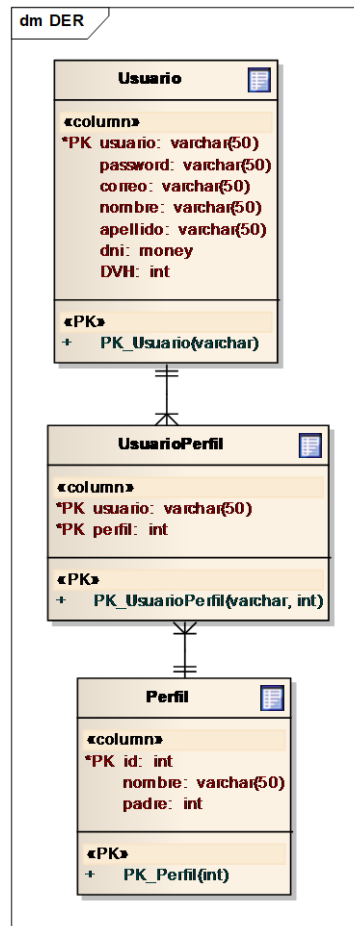 dm DER
Usuario
«column»
*PK usuario: varchar(50)
password: varchar(50)
correo: varchar(50)
nombre: varchar(50)
apellido: varchar(50)
dni: money
DVH: int
«PK»
+ PK_Usuario(varchar)
UsuarioPerfil
«column»
*PK usuario: varchar(50)
*PK perfil: int
«PK»
+ PK_UsuarioPerfil(varchar, int)
Perfil
«column»
*PK id: int
nombre: varchar(50)
padre: int
«PK»
+ PK_Perfil(int)